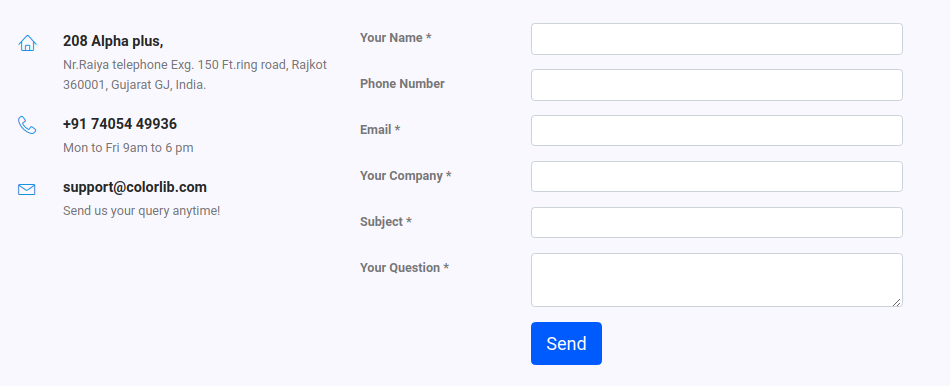 208 Alpha plus,
Nr.Raiya telephone Exg. 150 Ft.ring road, Rajkot
360001, Gujarat GJ, India.
+91 74054 49936
Mon to Fri 9am to 6 pm
support@colorlib.com
Send us your query anytime!
Your Name *
Phone Number
Email *
Your Company *
Subject *
Your Question *
Send